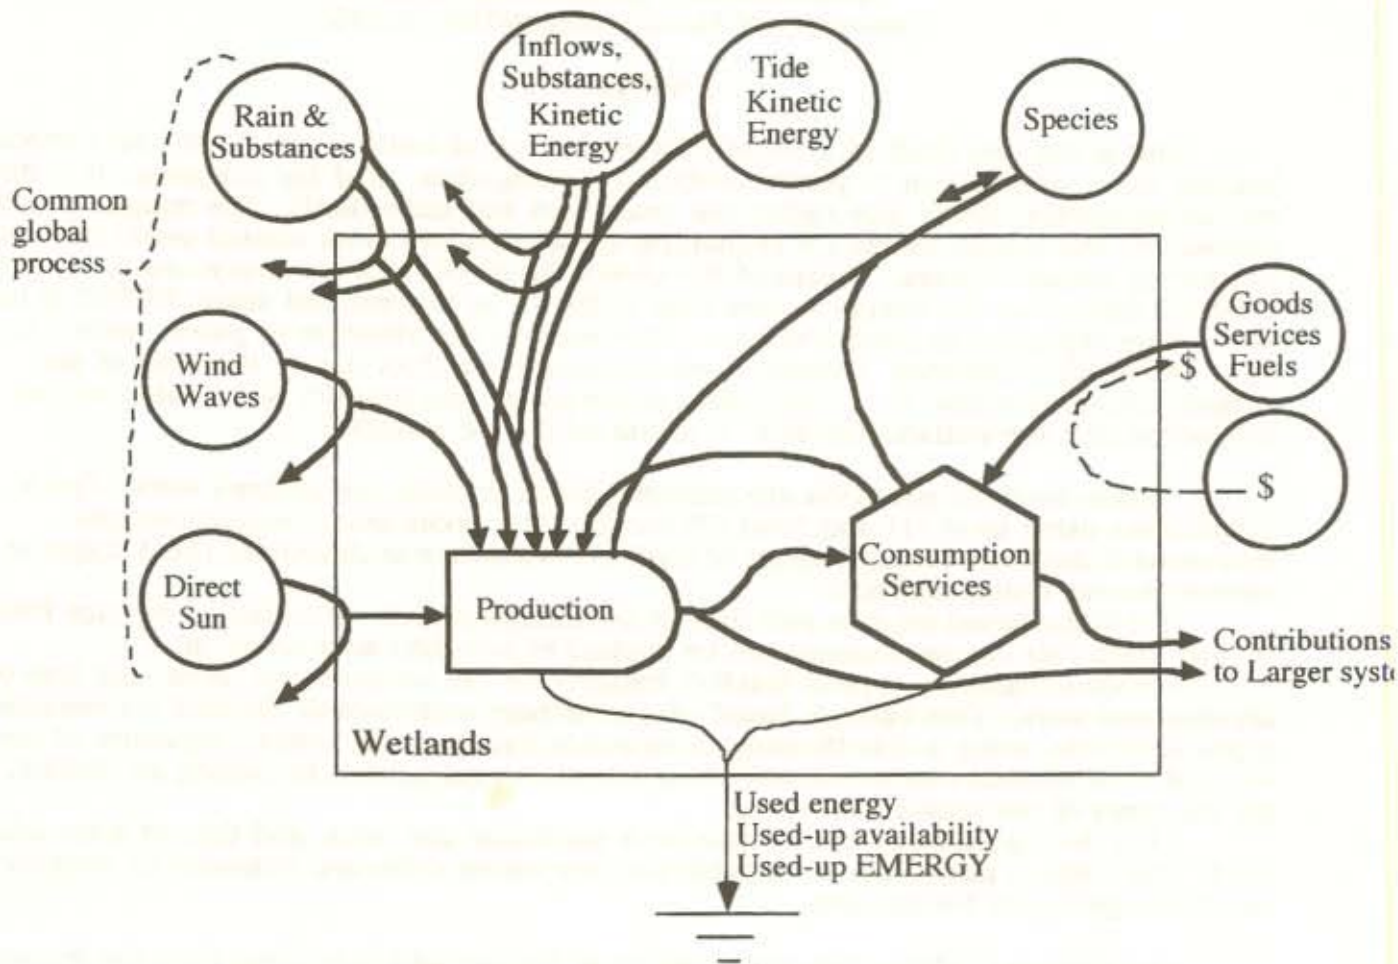 Inflows,
Substances,
Kinetic
Energy
Tide
Kinetic
Energy
Rain &
Substances
Species
Common
global
process
Goods
Services
Fuels
$
Wind
Waves
$
Consumption
Services
Direct
Sun
Production
Contributions
to Larger syste
Wetlands
Used energy
Used-up availability
Used-up EMERGY